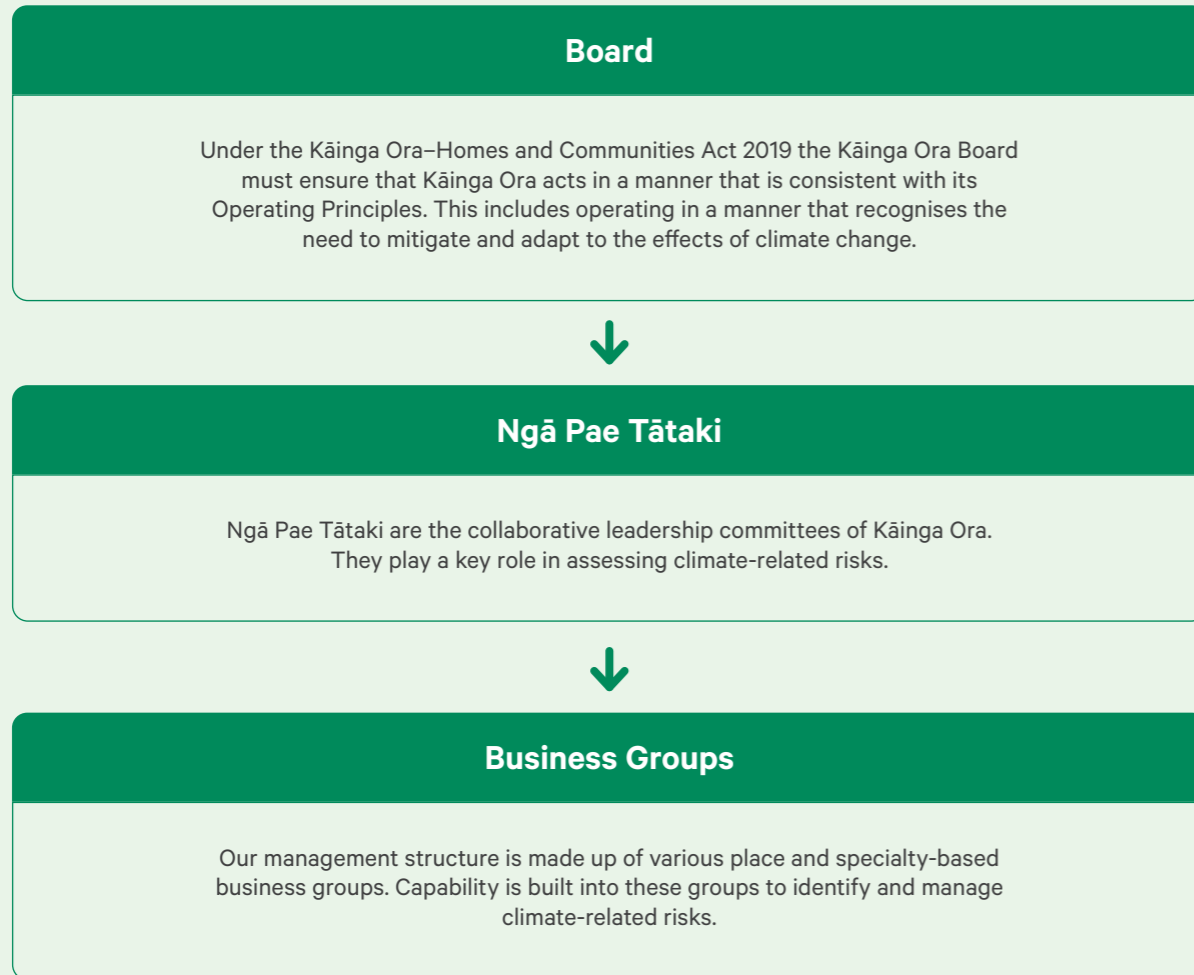 Board
Under the Kāinga Ora–Homes and Communities Act 2019 the Kāinga Ora Board
must ensure that Kāinga Ora acts in a manner that is consistent with its
Operating Principles. This includes operating in a manner that recognises the
need to mitigate and adapt to the effects of climate change.
Ngā Pae Tātaki
Ngā Pae Tātaki are the collaborative leadership committees of Kāinga Ora.
They play a key role in assessing climate-related risks.
Business Groups
Our management structure is made up of various place and specialty-based
business groups. Capability is built into these groups to identify and manage
climate-related risks.